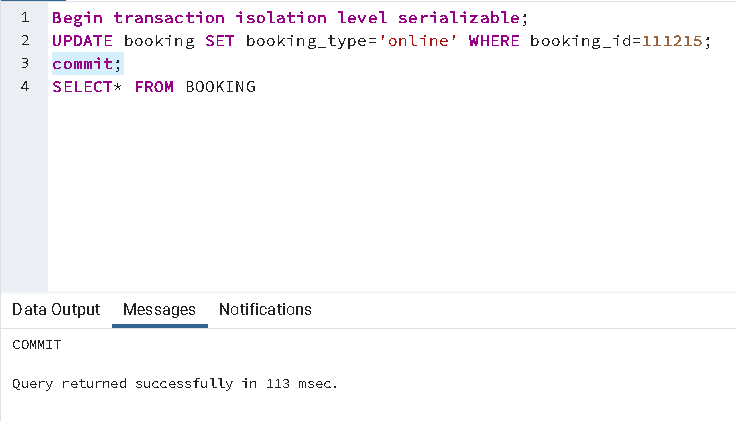 1 Begin transaction isolation level serializable;
2 UPDATE booking SET booking_type='online' WHERE booking_id=111215;
3 commit;
4 SELECT* FROM BOOKING
Data Output Messages Notifications
COMMIT
Query returned successfully in 113 msec.